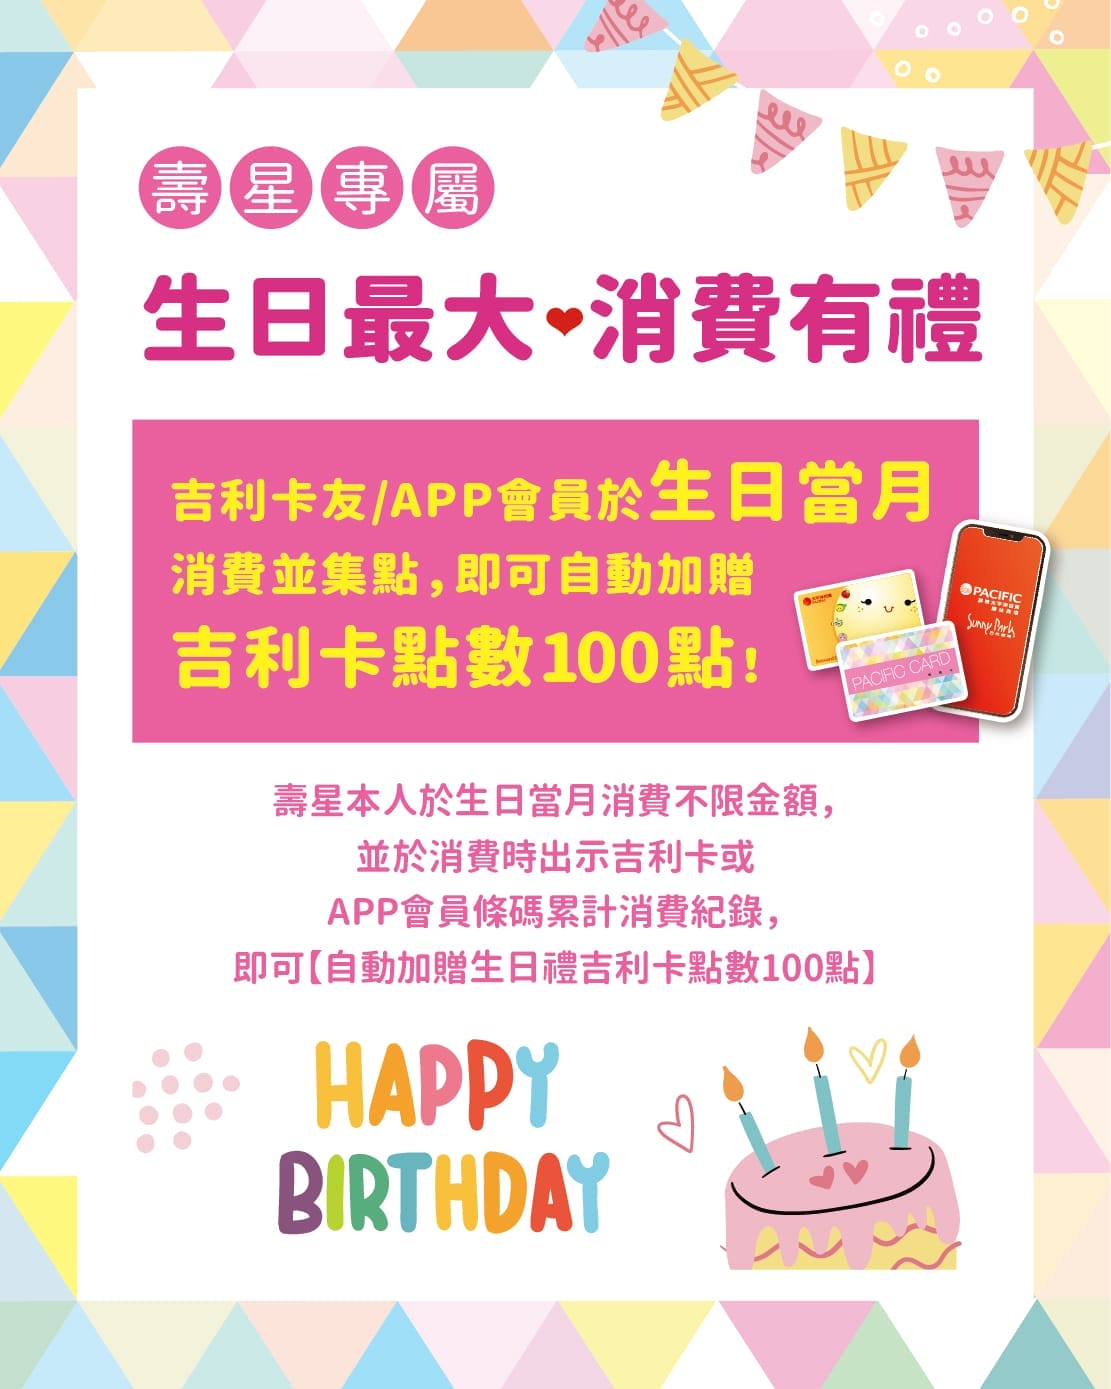 壽星專屬
生日最大❤消費有禮
吉利卡友/APP會員於生日當月
消費並集點,即可自動加贈
吉利卡點數100點!
PACIFIC
Sunny Park
PACIFIC CARD
壽星本人於生日當月消費不限金額,
並於消費時出示吉利卡或
APP會員條碼累計消費紀錄,
即可【自動加贈生日禮吉利卡點數100點】
HAPPY
BIRTHDAY